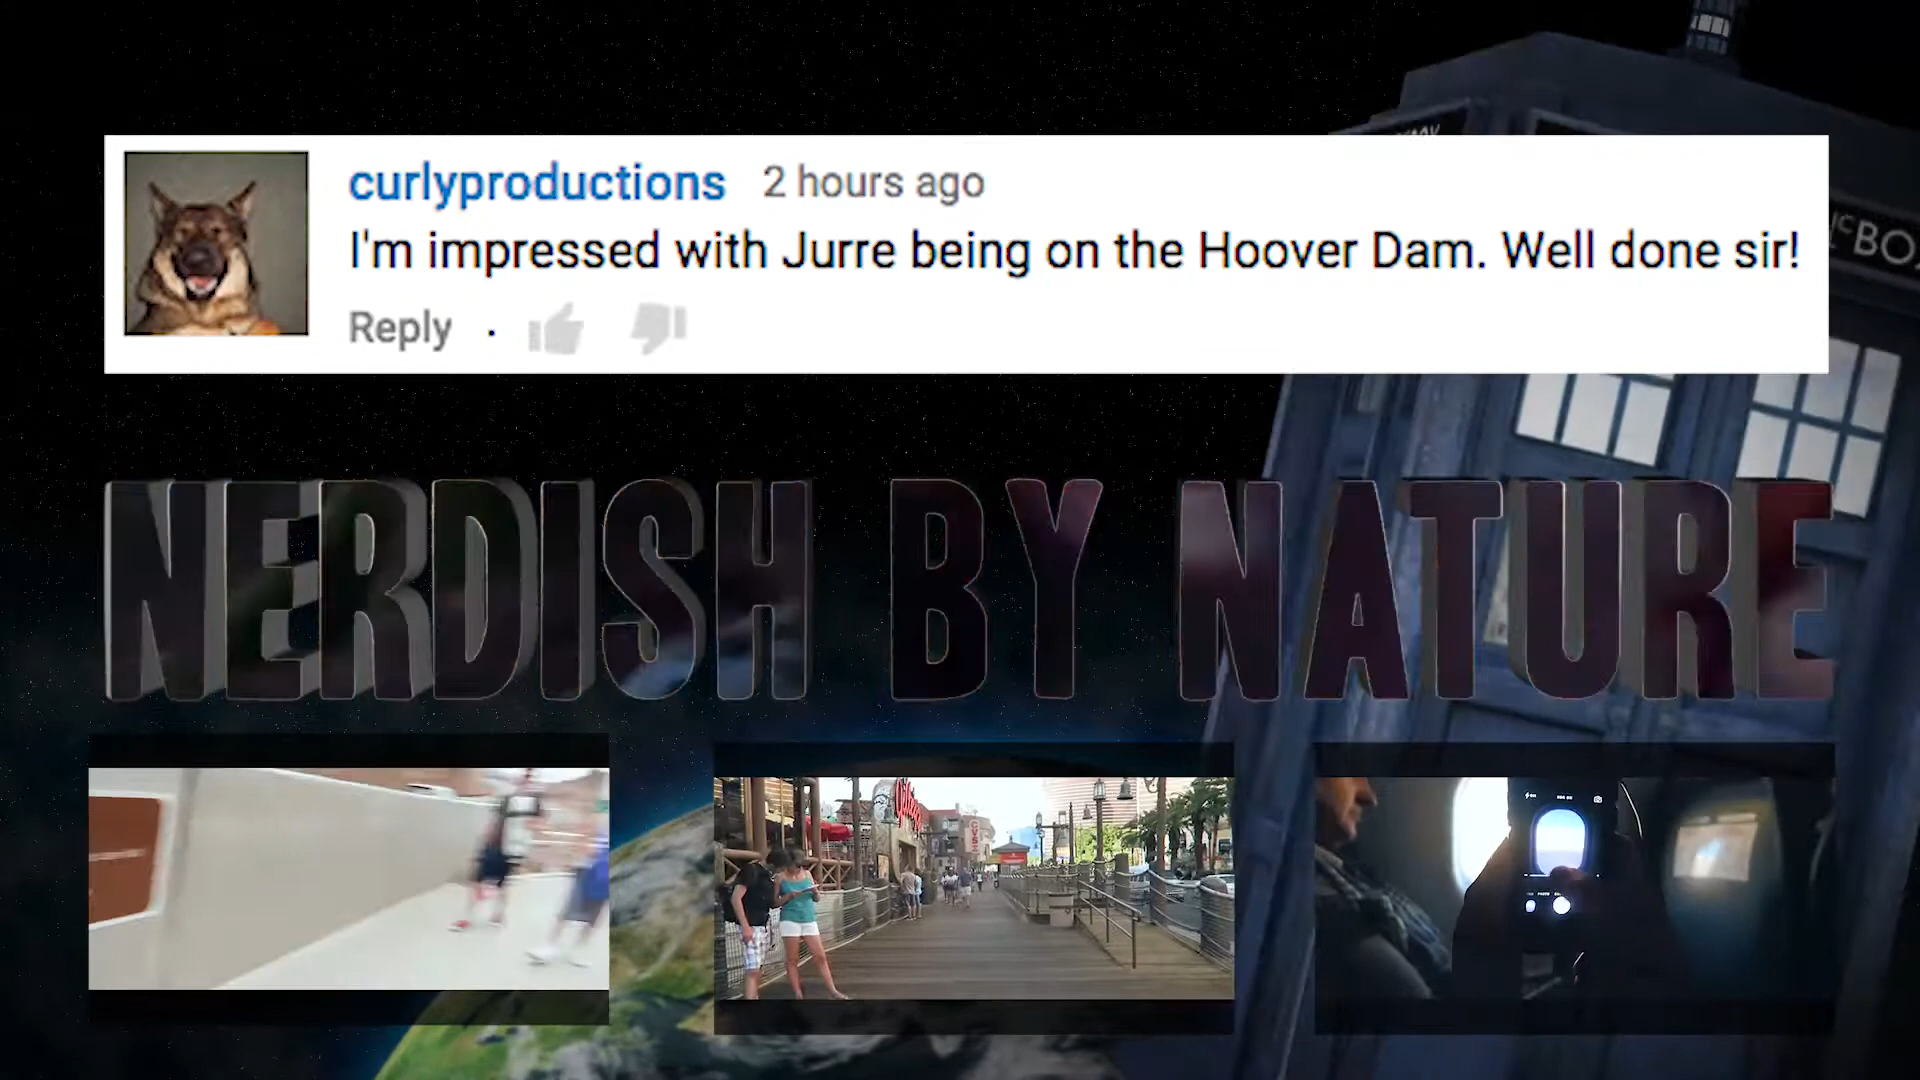 curlyproductions 2 hours ago
I'm impressed with Jurre being on the Hoover Dam. Well done sir!
Reply ·
NERDISH BY NATURE